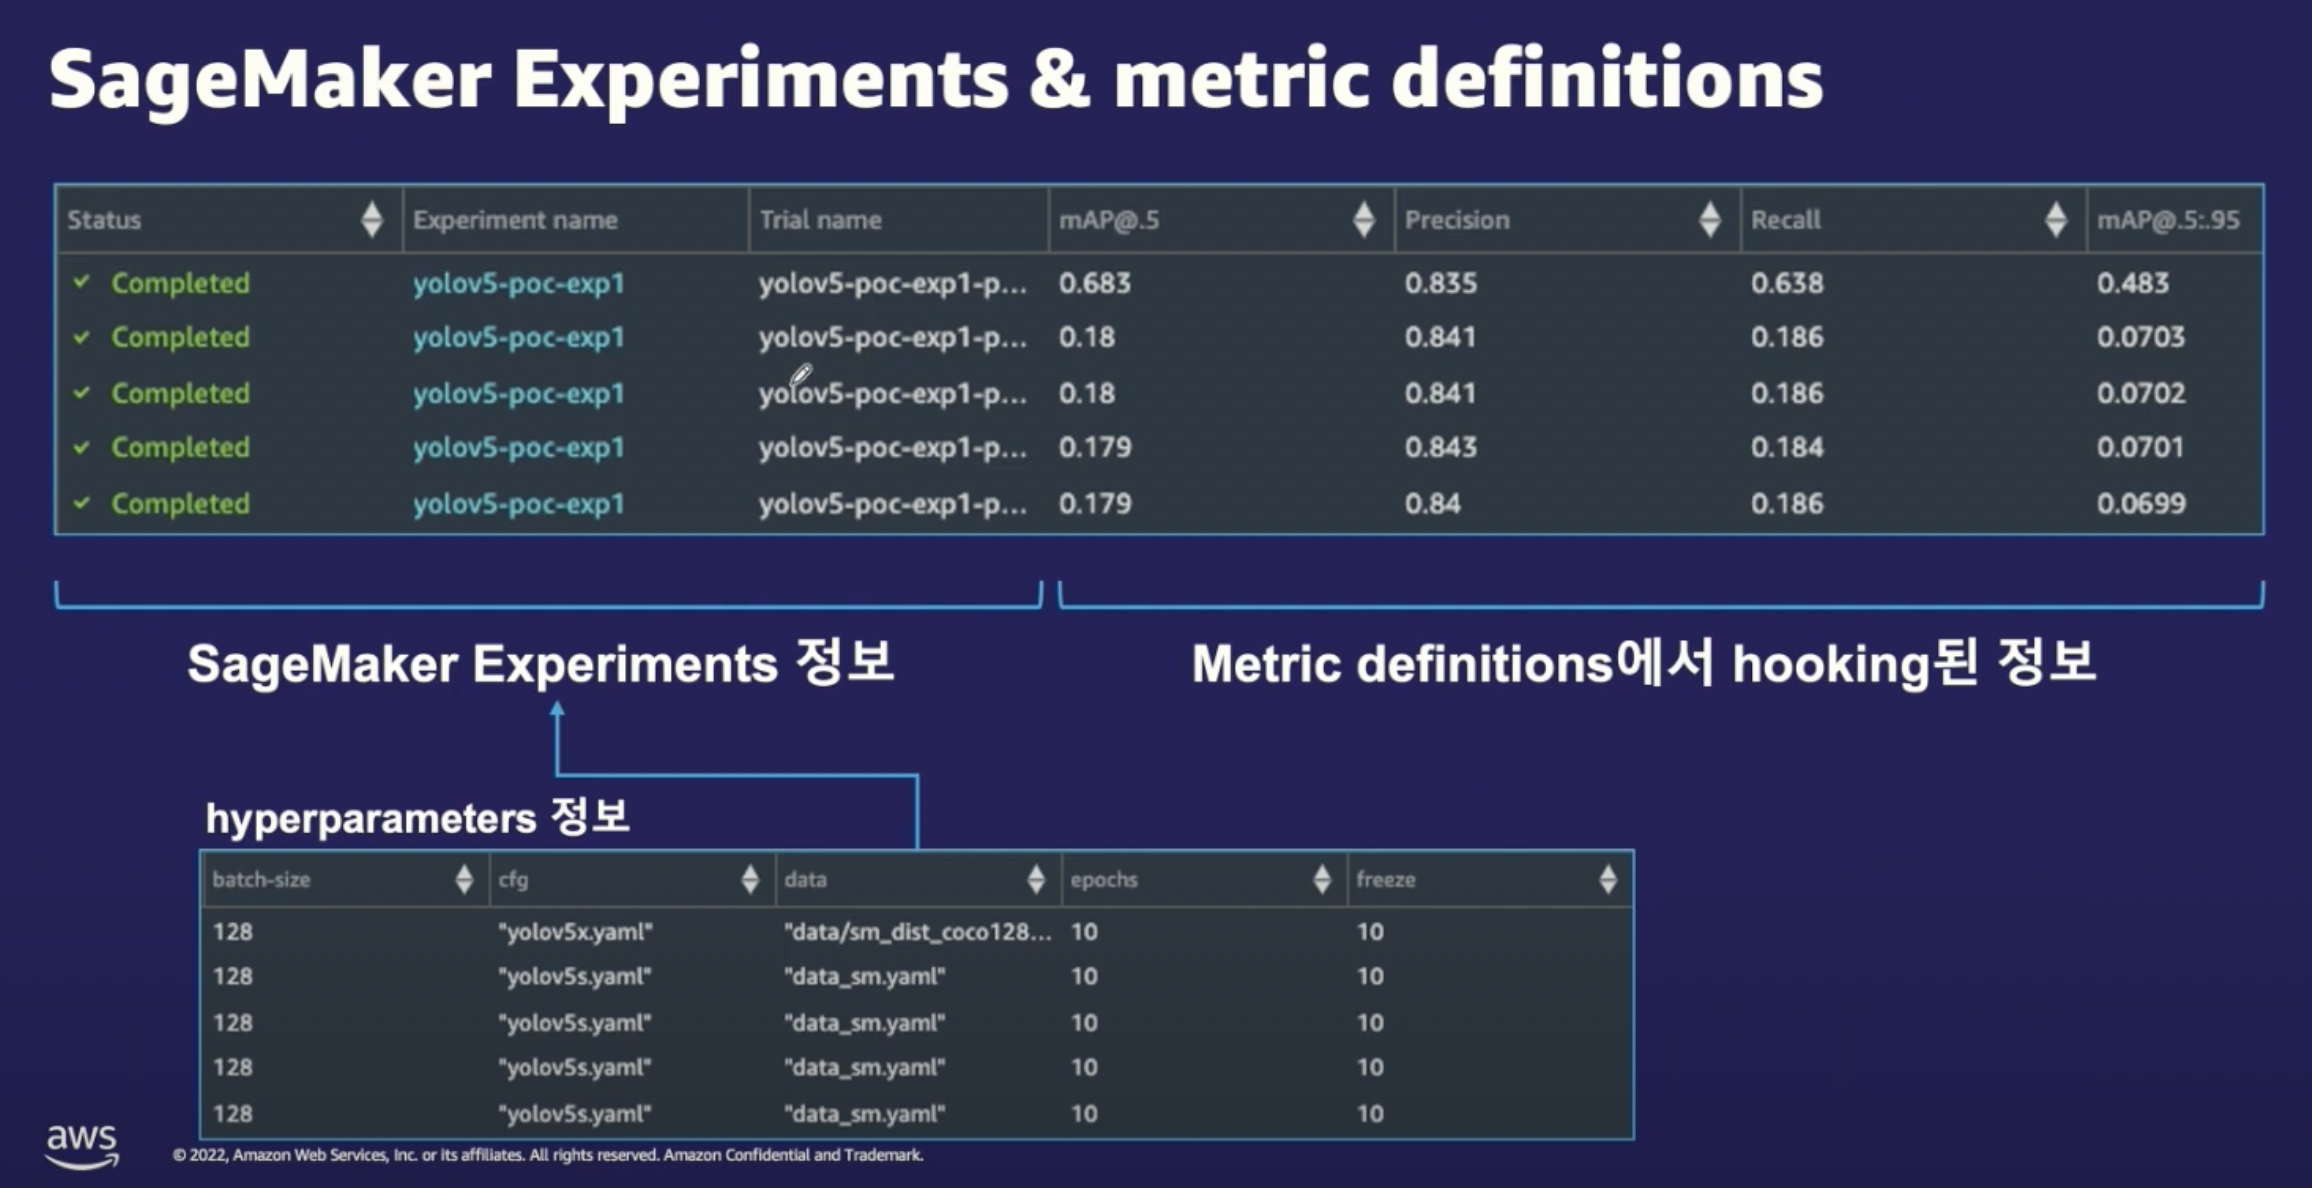 SageMaker Experiments & metric definitions
Status Experiment name Trial name mAP@.5 Precision Recall mAP@.5:.95
Completed yolov5-poc-exp1 yolov5-poc-exp1-p... 0.683 0.835 0.638 0.483
Completed yolov5-poc-exp1 yolov5-poc-exp1-p... 0.18 0.841 0.186 0.0703
Completed yolov5-poc-exp1 yolov5-poc-exp1-p... 0.18 0.841 0.186 0.0702
Completed yolov5-poc-exp1 yolov5-poc-exp1-p... 0.179 0.843 0.184 0.0701
Completed yolov5-poc-exp1 yolov5-poc-exp1-p... 0.179 0.84 0.186 0.0699
SageMaker Experiments 정보 Metric definitions에서 hooking된 정보
hyperparameters 정보
batch-size cfg data epochs freeze
128 "yolov5x.yaml" "data/sm_dist_coco128... 10 10
128 "yolov5s.yaml" "data_sm.yaml" 10 10
128 "yolov5s.yaml" "data_sm.yaml" 10 10
128 "yolov5s.yaml" "data_sm.yaml" 10 10
128 "yolov5s.yaml" "data_sm.yaml" 10 10
aws
© 2022, Amazon Web Services, Inc. or its affiliates. All rights reserved. Amazon Confidential and Trademark.